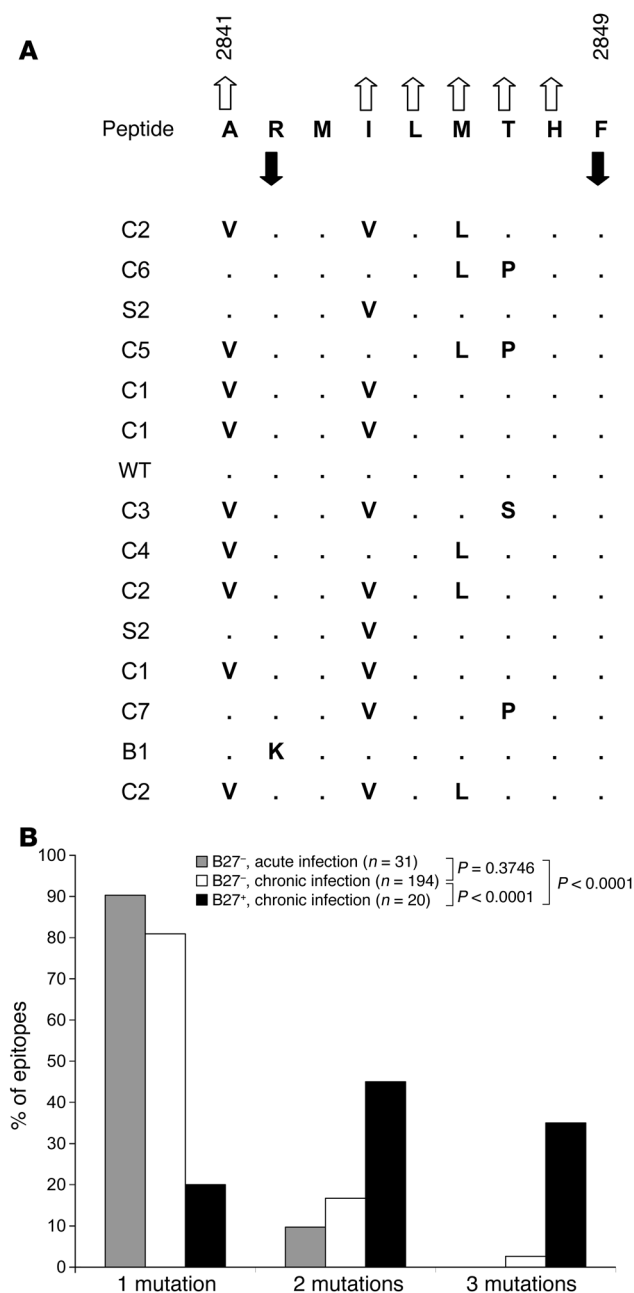 A
2841
2849
Peptide A R M I L M T H F
C2 V . . V . L . . .
C6 . . . . . L P . .
S2 . . . V . . . . .
C5 V . . . . L P . .
C1 V . . V . . . . .
C1 V . . V . . . . .
WT . . . . . . . . .
C3 V . . V . . S . .
C4 V . . . . L . . .
C2 V . . V . L . . .
S2 . . . V . . . . .
C1 V . . V . . . . .
C7 . . . V . . P . .
B1 . K . . . . . . .
C2 V . . V . L . . .
B
B27⁻, acute infection (n = 31)
B27⁻, chronic infection (n = 194)
B27⁺, chronic infection (n = 20)
P = 0.3746
P < 0.0001
P < 0.0001
% of epitopes
100
90
80
70
60
50
40
30
20
10
0
1 mutation 2 mutations 3 mutations